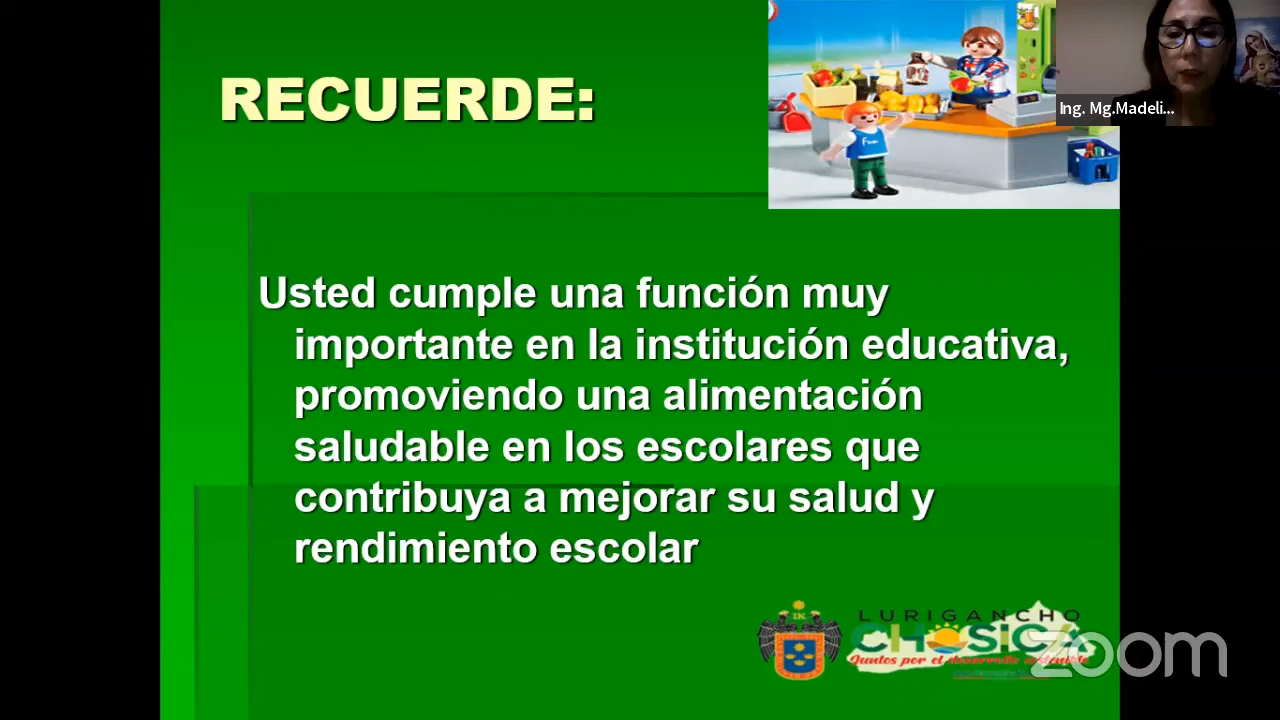 RECUERDE:
Ing. Mg.Madeli...
Usted cumple una función muy
importante en la institución educativa,
promoviendo una alimentación
saludable en los escolares que
contribuya a mejorar su salud y
rendimiento escolar
LURIGANCHO
CHOSICA
Juntos por el desarrollo sostenible
zoom